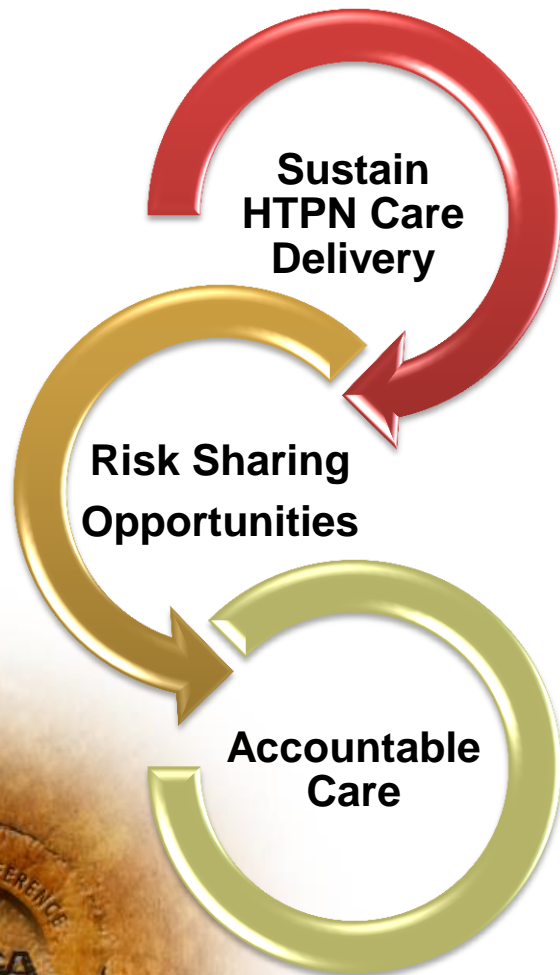 Sustain
HTPN Care
Delivery
Risk Sharing
Opportunities
Accountable
Care